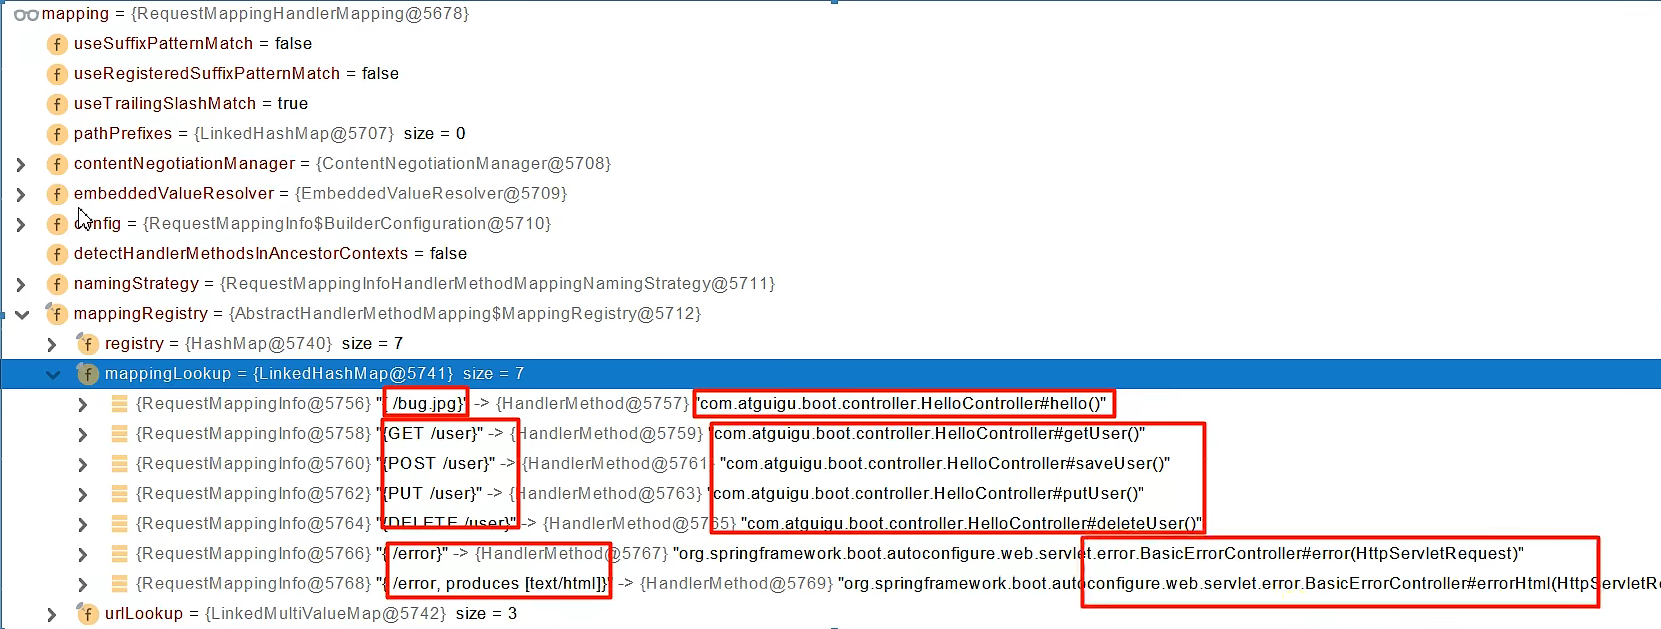 mapping = {RequestMappingHandlerMapping@5678}
f useSuffixPatternMatch = false
f useRegisteredSuffixPatternMatch = false
f useTrailingSlashMatch = true
f pathPrefixes = {LinkedHashMap@5707} size = 0
f contentNegotiationManager = {ContentNegotiationManager@5708}
f embeddedValueResolver = {EmbeddedValueResolver@5709}
f config = {RequestMappingInfo$BuilderConfiguration@5710}
f detectHandlerMethodsInAncestorContexts = false
f namingStrategy = {RequestMappingInfoHandlerMethodMappingNamingStrategy@5711}
f mappingRegistry = {AbstractHandlerMethodMapping$MappingRegistry@5712}
f registry = {HashMap@5740} size = 7
f mappingLookup = {LinkedHashMap@5741} size = 7
{RequestMappingInfo@5756} "{ /bug.jpg}" -> {HandlerMethod@5757} "com.atguigu.boot.controller.HelloController#hello()"
{RequestMappingInfo@5758} "{GET /user}" -> {HandlerMethod@5759} "com.atguigu.boot.controller.HelloController#getUser()"
{RequestMappingInfo@5760} "{POST /user}" -> {HandlerMethod@5761} "com.atguigu.boot.controller.HelloController#saveUser()"
{RequestMappingInfo@5762} "{PUT /user}" -> {HandlerMethod@5763} "com.atguigu.boot.controller.HelloController#putUser()"
{RequestMappingInfo@5764} "{DELETE /user}" -> {HandlerMethod@5765} "com.atguigu.boot.controller.HelloController#deleteUser()"
{RequestMappingInfo@5766} "{ /error}" -> {HandlerMethod@5767} "org.springframework.boot.autoconfigure.web.servlet.error.BasicErrorController#error(HttpServletRequest)"
{RequestMappingInfo@5768} "{ /error, produces [text/html]}" -> {HandlerMethod@5769} "org.springframework.boot.autoconfigure.web.servlet.error.BasicErrorController#errorHtml(HttpServletR
f urlLookup = {LinkedMultiValueMap@5742} size = 3